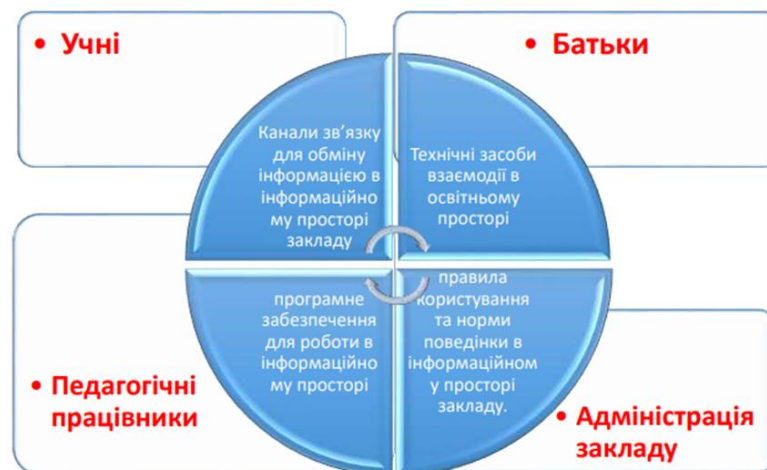 • Учні
• Батьки
Канали зв’язку
для обміну
інформацією в
інформаційно
му просторі
закладу
Технічні засоби
взаємодії в
освітньому
просторі
програмне
забезпечення
для роботи в
інформаційно
му просторі
правила
користування
та норми
поведінки в
інформаційном
у просторі
закладу.
• Педагогічні
працівники
• Адміністрація
закладу